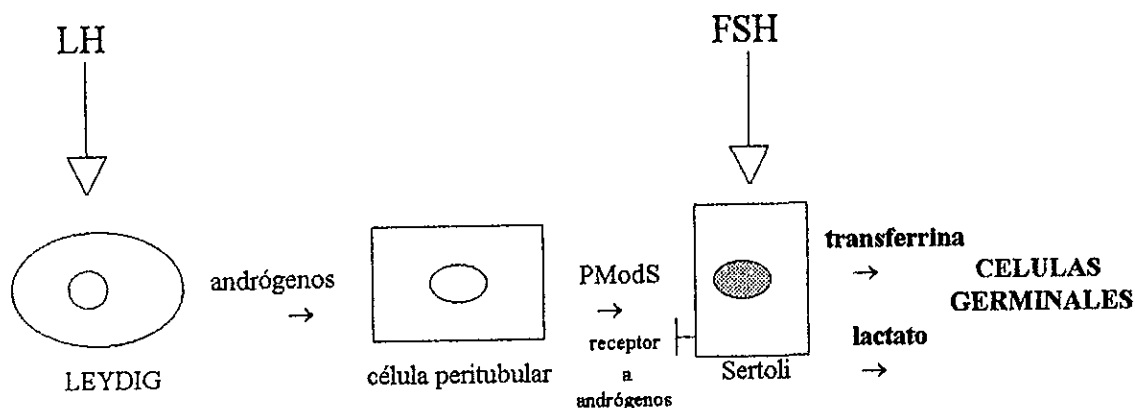 LH
FSH
andrógenos
→
LEYDIG
célula peritubular
PModS
→
receptor
a
andrógenos
Sertoli
transferrina
→
lactato
→
CELULAS
GERMINALES